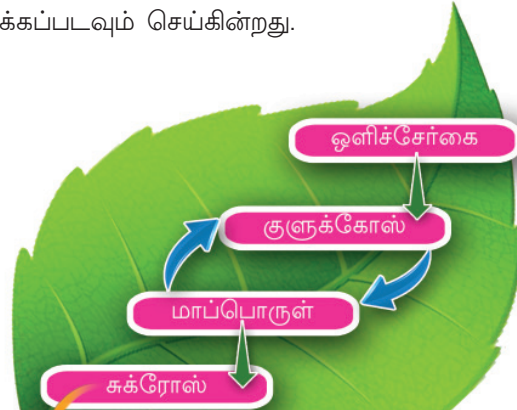 க்கப்படவும் செய்கின்றது.
ஒளிச்சேர்கை
குளுக்கோஸ்
மாப்பொருள்
சுக்ரோஸ்